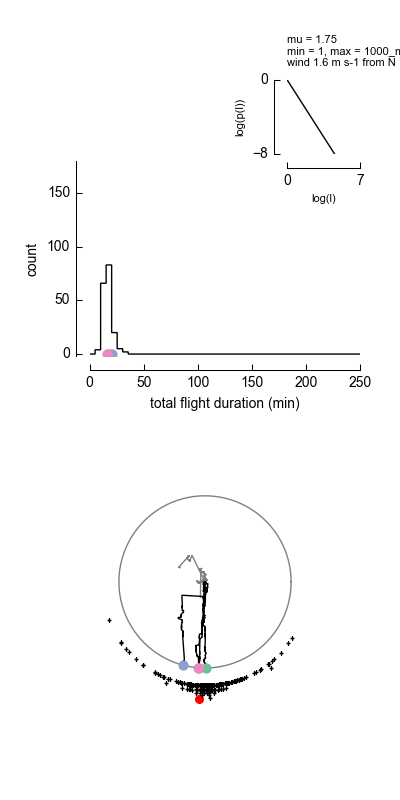 mu = 1.75
min = 1, max = 1000_
wind 1.6 m s-1 from N
0
log(p(l))
−8
0
7
log(l)
150
100
count
50
0
0
50
100
150
200
250
total flight duration (min)